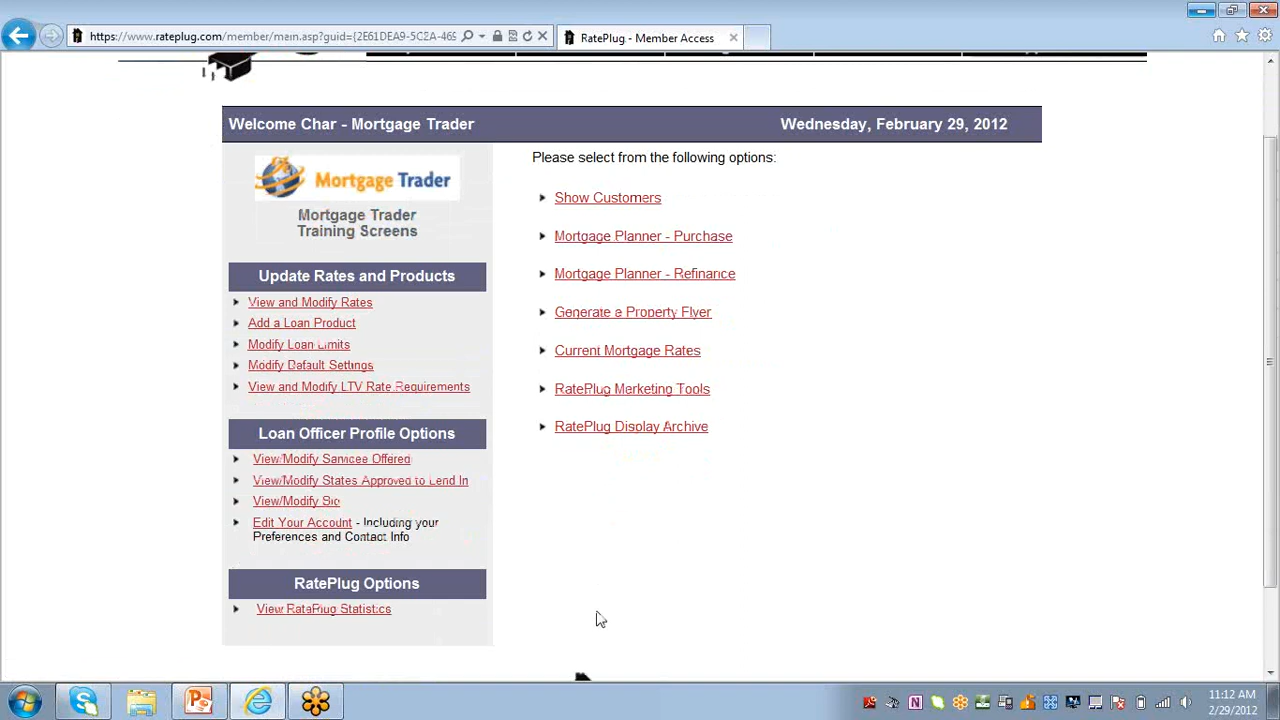 https://www.rateplug.com/member/main.asp?guid={2E61DEA9-5C2A-469
RatePlug - Member Access
Welcome Char - Mortgage Trader
Wednesday, February 29, 2012
Mortgage Trader
Mortgage Trader
Training Screens
Update Rates and Products
View and Modify Rates
Add a Loan Product
Modify Loan Limits
Modify Default Settings
View and Modify LTV Rate Requirements
Loan Officer Profile Options
View/Modify Services Offered
View/Modify States Approved to Lend In
View/Modify Bio
Edit Your Account - Including your
Preferences and Contact Info
RatePlug Options
View RatePlug Statistics
Please select from the following options:
Show Customers
Mortgage Planner - Purchase
Mortgage Planner - Refinance
Generate a Property Flyer
Current Mortgage Rates
RatePlug Marketing Tools
RatePlug Display Archive
11:12 AM
2/29/2012